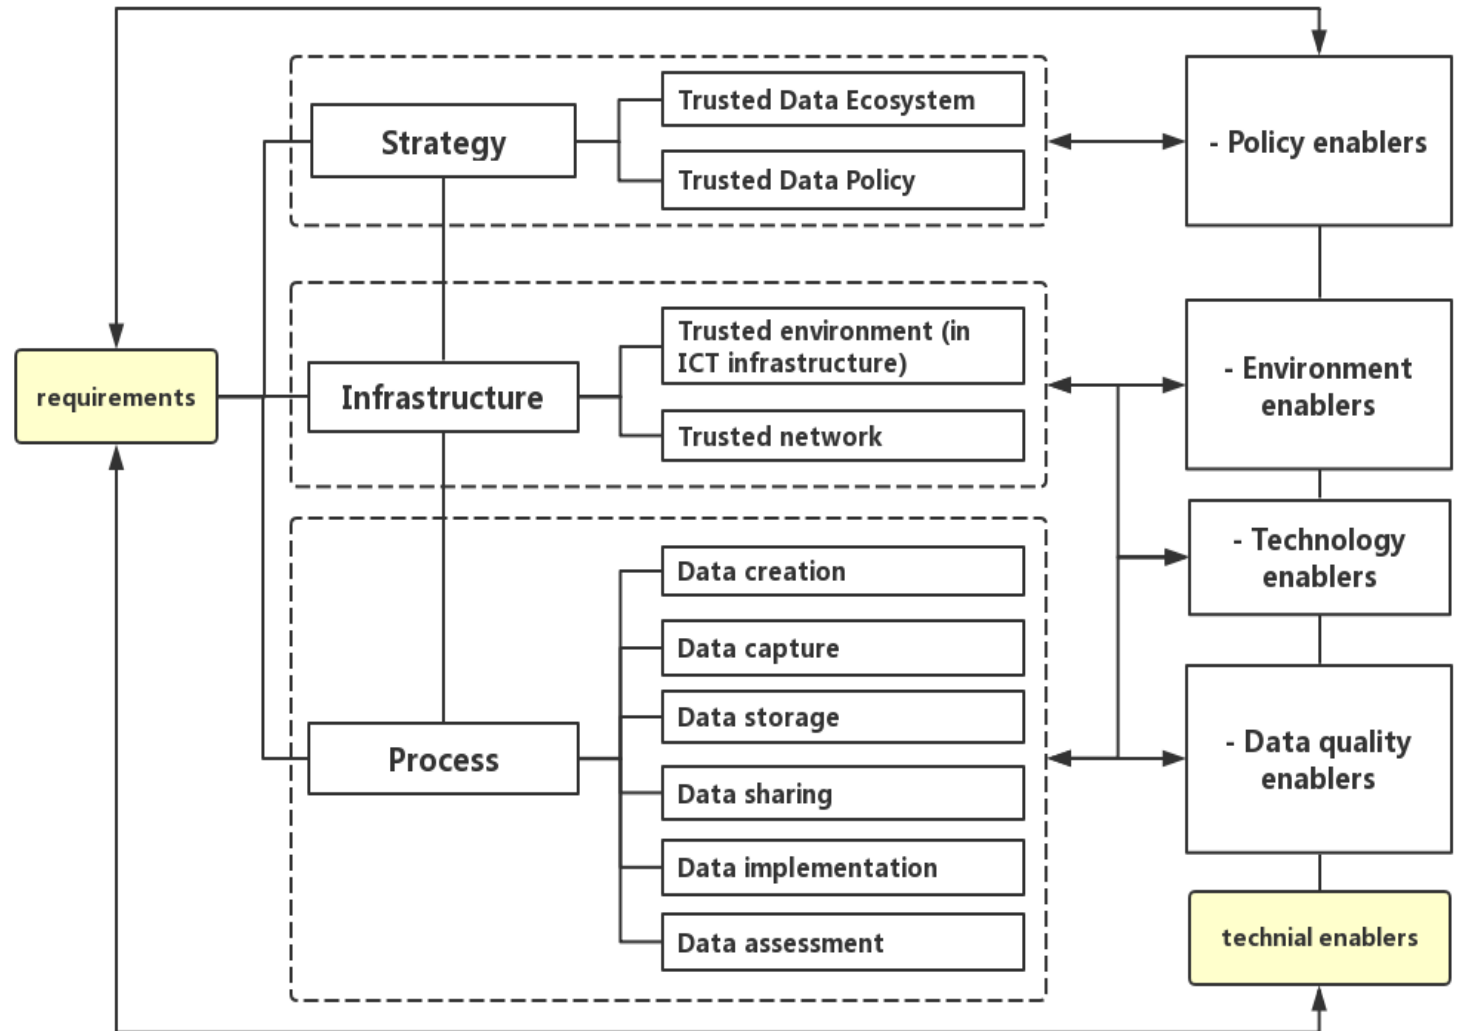 Strategy
Trusted Data Ecosystem
Trusted Data Policy
- Policy enablers
requirements
Infrastructure
Trusted environment (in
ICT infrastructure)
Trusted network
- Environment
enablers
- Technology
enablers
Process
Data creation
Data capture
Data storage
Data sharing
Data implementation
Data assessment
- Data quality
enablers
technial enablers